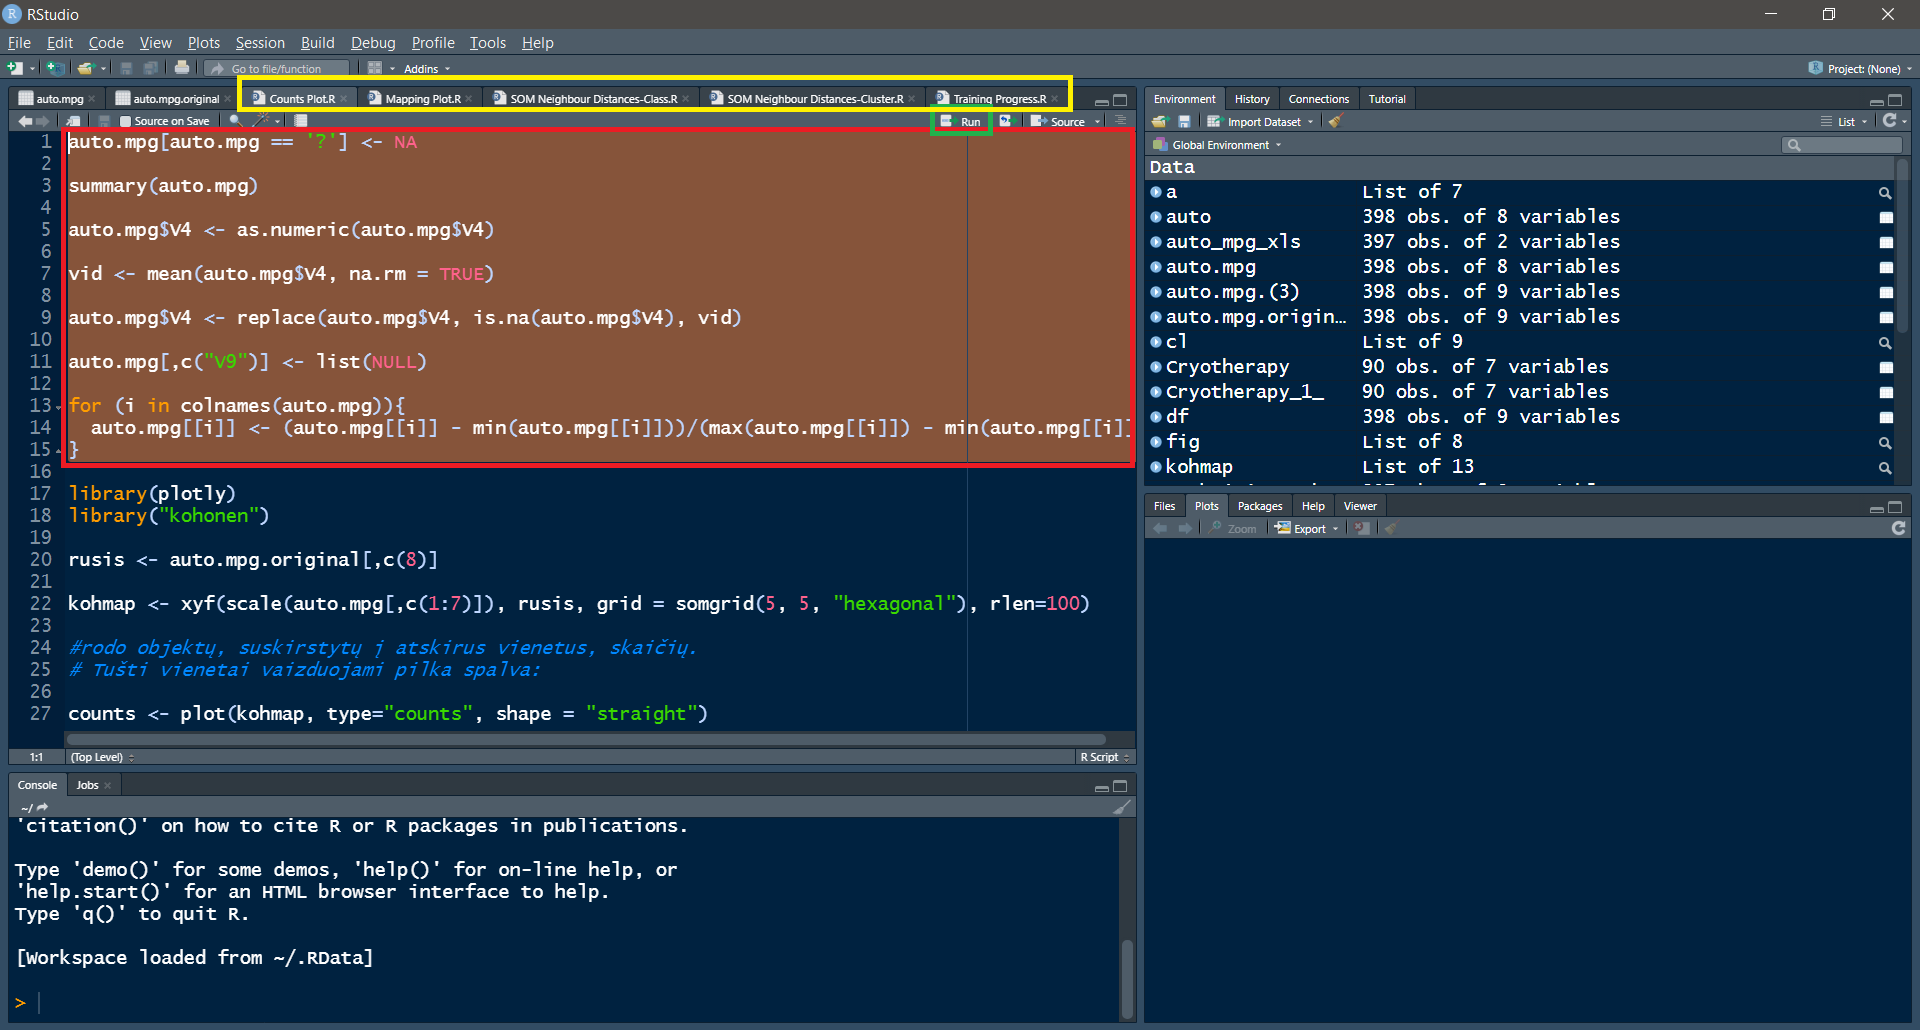 RStudio
File Edit Code View Plots Session Build Debug Profile Tools Help
Go to file/function Addins Project: (None)
auto.mpg auto.mpg.original Counts Plot.R Mapping Plot.R SOM Neighbour Distances-Class.R SOM Neighbour Distances-Cluster.R Training Progress.R
Source on Save Run Source
1 auto.mpg[auto.mpg == '?'] <- NA
2
3 summary(auto.mpg)
4
5 auto.mpg$V4 <- as.numeric(auto.mpg$V4)
6
7 vid <- mean(auto.mpg$V4, na.rm = TRUE)
8
9 auto.mpg$V4 <- replace(auto.mpg$V4, is.na(auto.mpg$V4), vid)
10
11 auto.mpg[,c("V9")] <- list(NULL)
12
13 for (i in colnames(auto.mpg)){
14 auto.mpg[[i]] <- (auto.mpg[[i]] - min(auto.mpg[[i]]))/(max(auto.mpg[[i]]) - min(auto.mpg[[i]]
15 }
16
17 library(plotly)
18 library("kohonen")
19
20 rusis <- auto.mpg.original[,c(8)]
21
22 kohmap <- xyf(scale(auto.mpg[,c(1:7)]), rusis, grid = somgrid(5, 5, "hexagonal"), rlen=100)
23
24 #rodo objektų, suskirstytų į atskirus vienetus, skaičių.
25 # Tušti vienetai vaizduojami pilka spalva:
26
27 counts <- plot(kohmap, type="counts", shape = "straight")
1:1 (Top Level) R Script
Console Jobs
~/
'citation()' on how to cite R or R packages in publications.
Type 'demo()' for some demos, 'help()' for on-line help, or
'help.start()' for an HTML browser interface to help.
Type 'q()' to quit R.
[Workspace loaded from ~/.RData]
>
Environment History Connections Tutorial
Import Dataset List
Global Environment
Data
a List of 7
auto 398 obs. of 8 variables
auto_mpg_xls 397 obs. of 2 variables
auto.mpg 398 obs. of 8 variables
auto.mpg.(3) 398 obs. of 9 variables
auto.mpg.origin… 398 obs. of 9 variables
cl List of 9
Cryotherapy 90 obs. of 7 variables
Cryotherapy_1_ 90 obs. of 7 variables
df 398 obs. of 9 variables
fig List of 8
kohmap List of 13
Files Plots Packages Help Viewer
Zoom Export